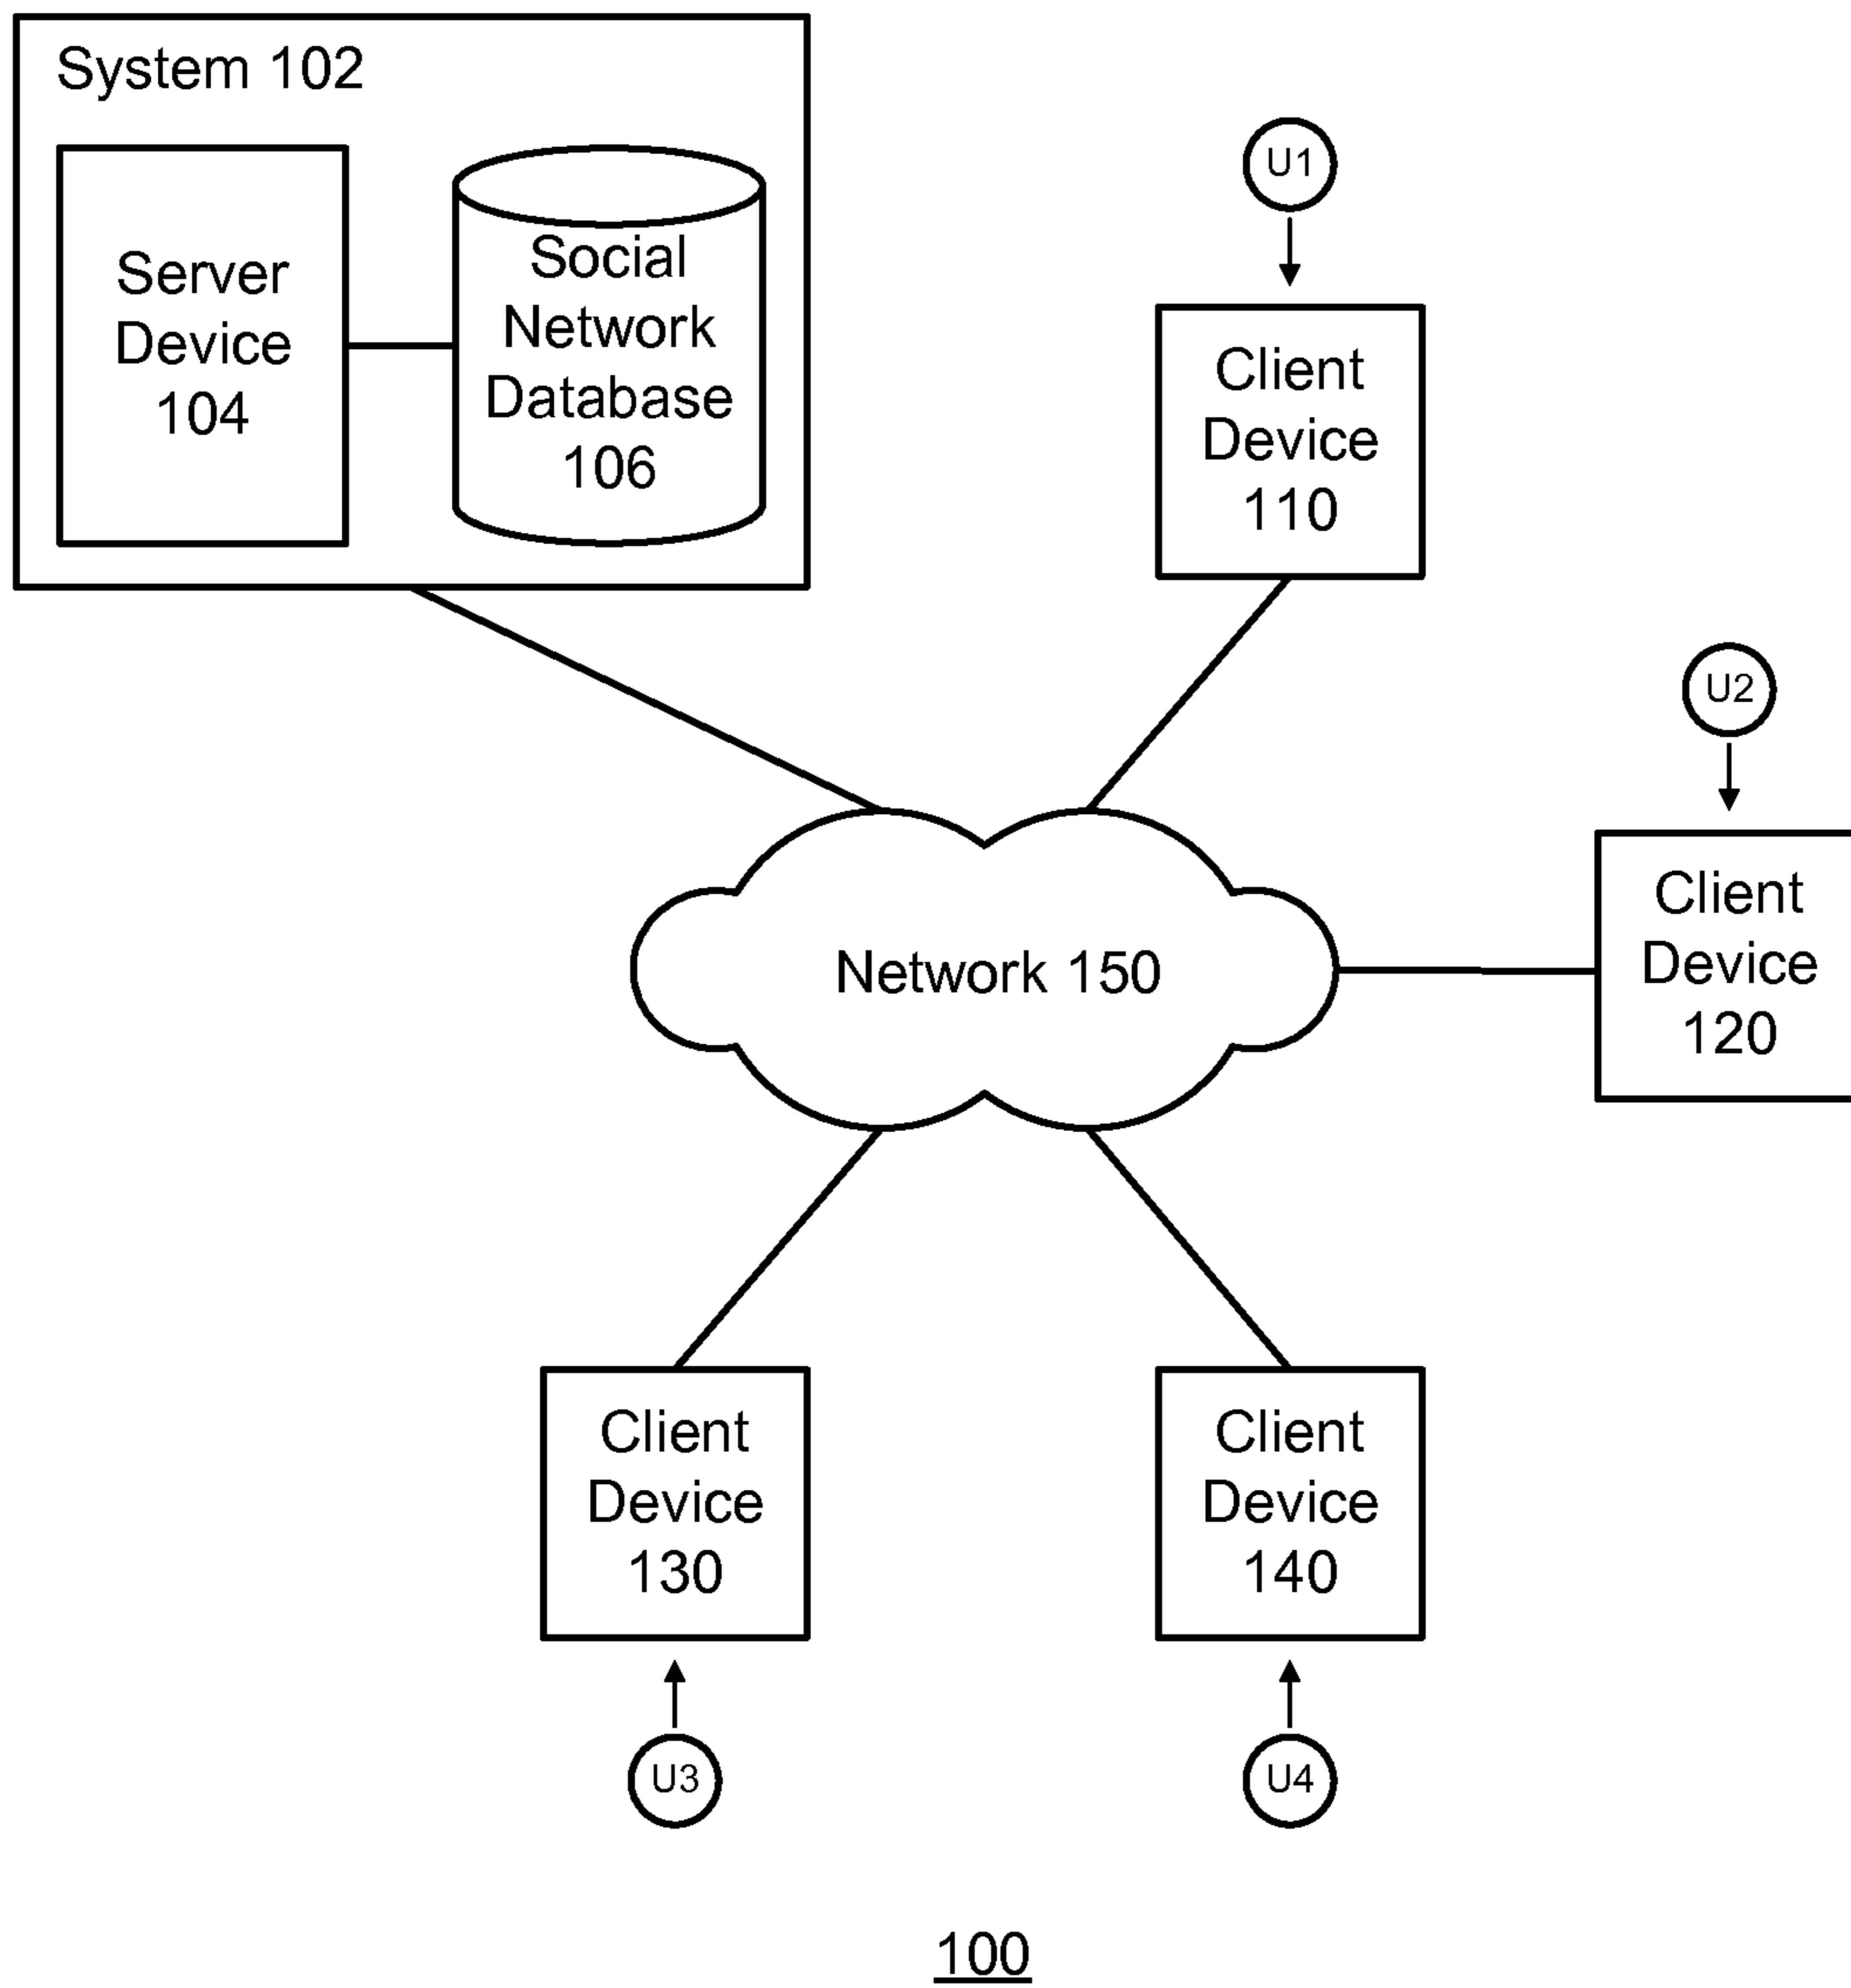 System 102
Server
Device
104
Social
Network
Database
106
U1
Client
Device
110
U2
Client
Device
120
Network 150
Client
Device
130
Client
Device
140
U3
U4
100